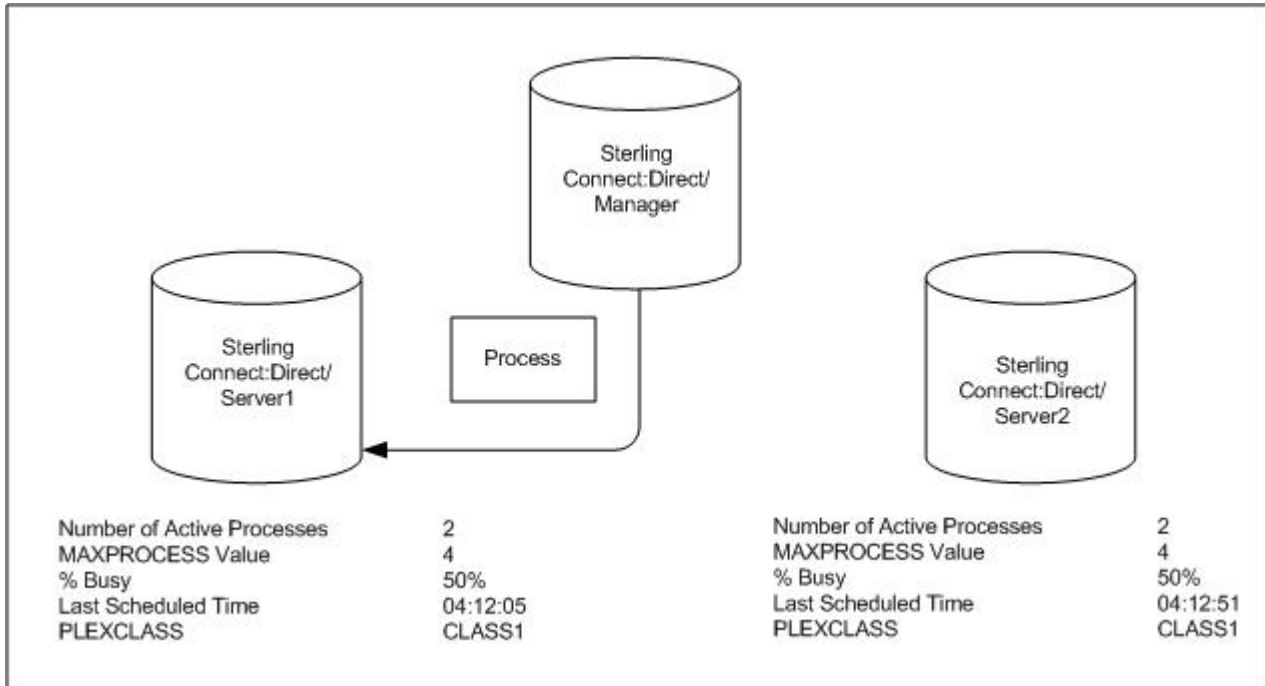 Sterling
Connect:Direct/
Manager
Sterling
Connect:Direct/
Server1
Process
Sterling
Connect:Direct/
Server2
Number of Active Processes 2
MAXPROCESS Value 4
% Busy 50%
Last Scheduled Time 04:12:05
PLEXCLASS CLASS1
Number of Active Processes 2
MAXPROCESS Value 4
% Busy 50%
Last Scheduled Time 04:12:51
PLEXCLASS CLASS1